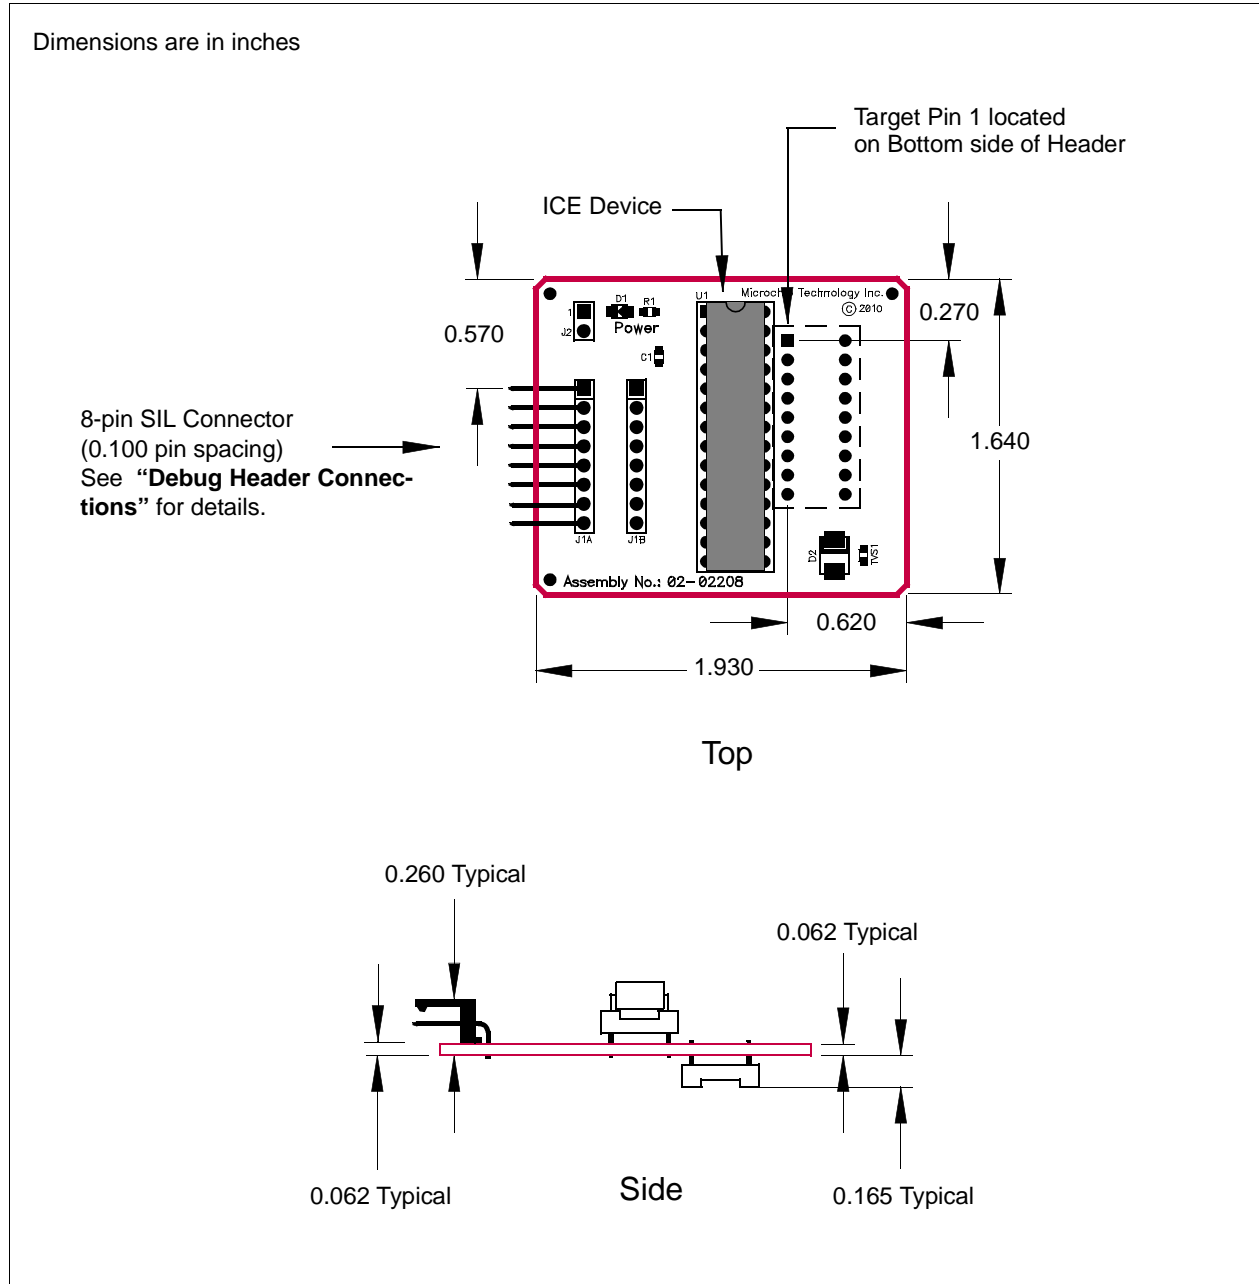 Dimensions are in inches
Target Pin 1 located
on Bottom side of Header
ICE Device
0.570
0.270
1.640
8-pin SIL Connector
(0.100 pin spacing)
See “Debug Header Connec-
tions” for details.
U1
Technology Inc.
© 2010
D1
R1
1
J2
Power
C1
J1A
J1B
D2
TVS1
Assembly No.: 02-02208
0.620
1.930
Top
0.260 Typical
0.062 Typical
0.062 Typical
Side
0.165 Typical